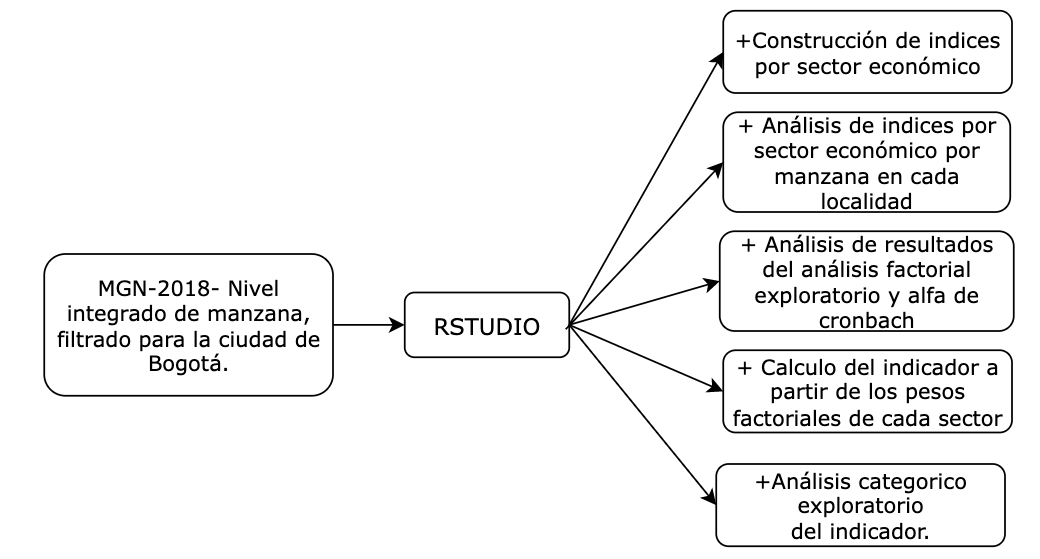 MGN-2018- Nivel
integrado de manzana,
filtrado para la ciudad de
Bogotá.
RSTUDIO
+Construcción de indices
por sector económico
+ Análisis de indices por
sector económico por
manzana en cada
localidad
+ Análisis de resultados
del análisis factorial
exploratorio y alfa de
cronbach
+ Calculo del indicador a
partir de los pesos
factoriales de cada sector
+Análisis categorico
exploratorio
del indicador.